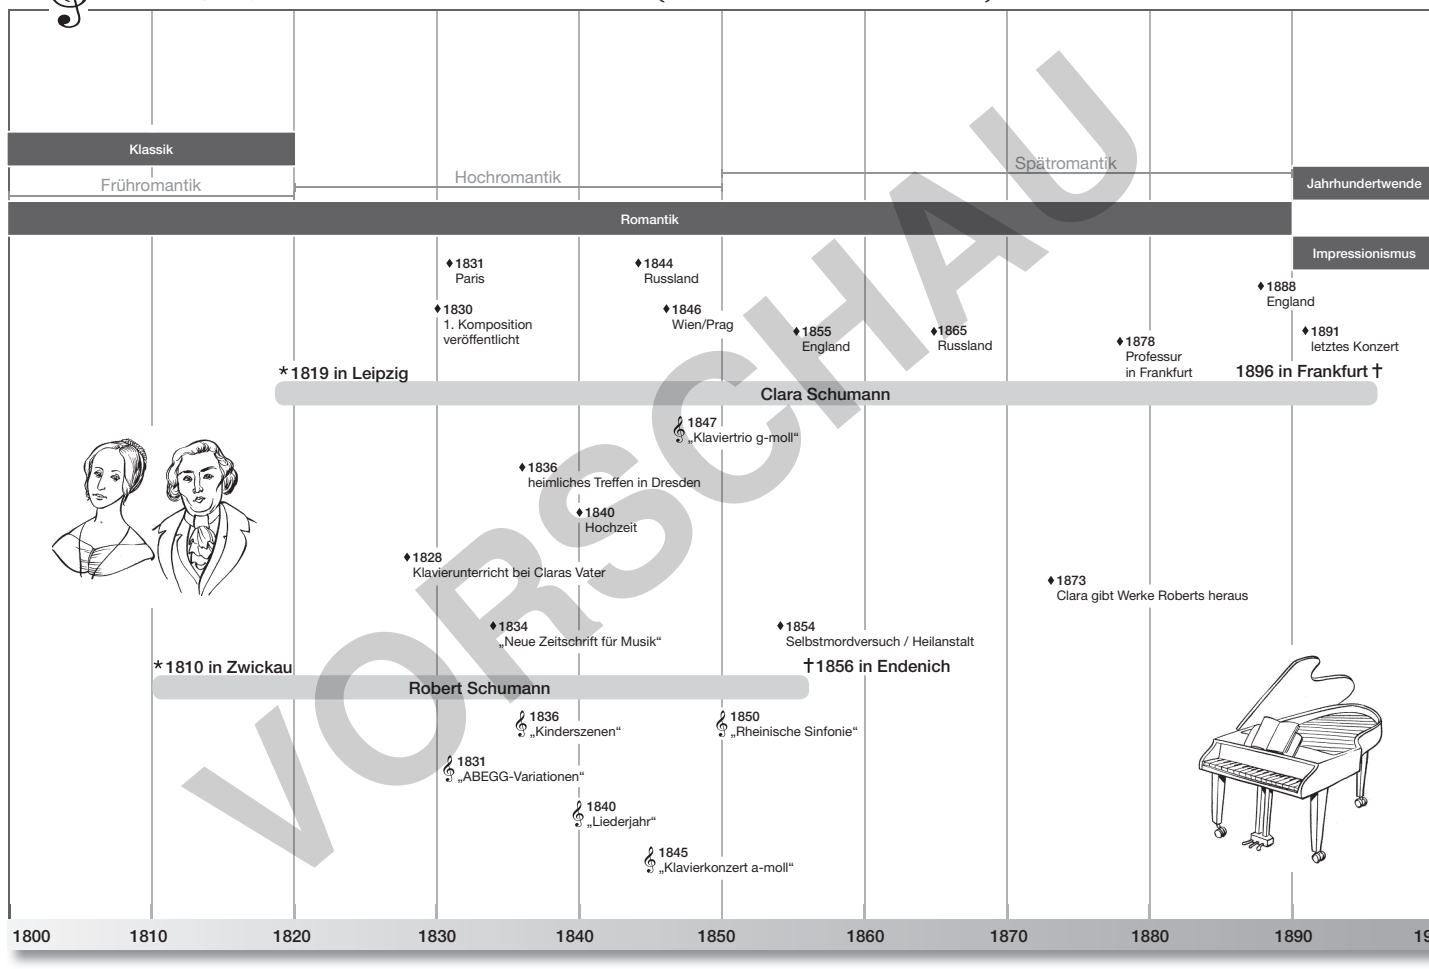 Klassik
Frühromantik
Hochromantik
Spätromantik
Jahrhundertwende
Romantik
Impressionismus
1831
Paris
1844
Russland
1888
England
1830
1. Komposition
veröffentlicht
1846
Wien/Prag
1855
England
1865
Russland
1878
Professur
in Frankfurt
1891
letztes Konzert
*1819 in Leipzig
1896 in Frankfurt †
Clara Schumann
1847
„Klaviertrio g-moll“
1836
heimliches Treffen in Dresden
1840
Hochzeit
1828
Klavierunterricht bei Claras Vater
1873
Clara gibt Werke Roberts heraus
1834
„Neue Zeitschrift für Musik“
1854
Selbstmordversuch / Heilanstalt
*1810 in Zwickau
†1856 in Endenich
Robert Schumann
1836
„Kinderszenen“
1850
„Rheinische Sinfonie“
1831
„ABEGG-Variationen“
1840
„Liederjahr“
1845
„Klavierkonzert a-moll“
VORSCHAU
1800 1810 1820 1830 1840 1850 1860 1870 1880 1890